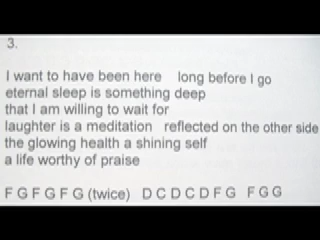 3.
I want to have been here long before I go
eternal sleep is something deep
that I am willing to wait for
laughter is a meditation reflected on the other side
the glowing health a shining self
a life worthy of praise
F G F G F G (twice) D C D C D F G F G G